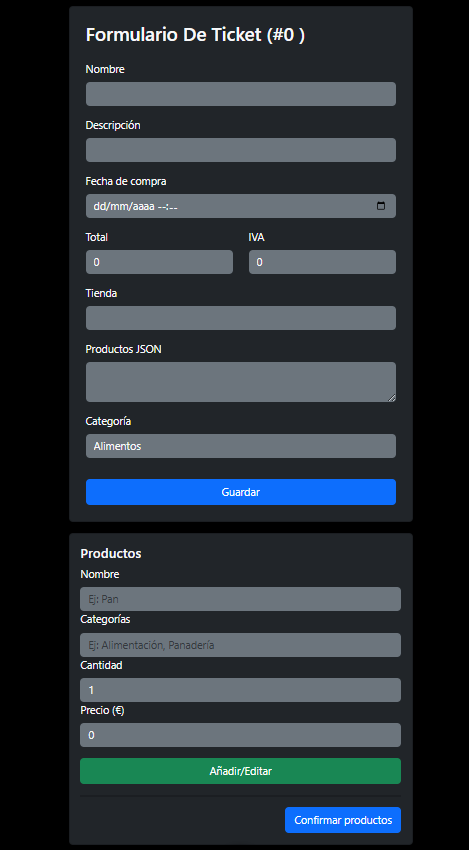 Formulario De Ticket (#0 )
Nombre
Descripción
Fecha de compra
dd/mm/aaaa --:--
Total IVA
0 0
Tienda
Productos JSON
Categoría
Alimentos
Guardar
Productos
Nombre
Ej: Pan
Categorías
Ej: Alimentación, Panadería
Cantidad
1
Precio (€)
0
Añadir/Editar
Confirmar productos